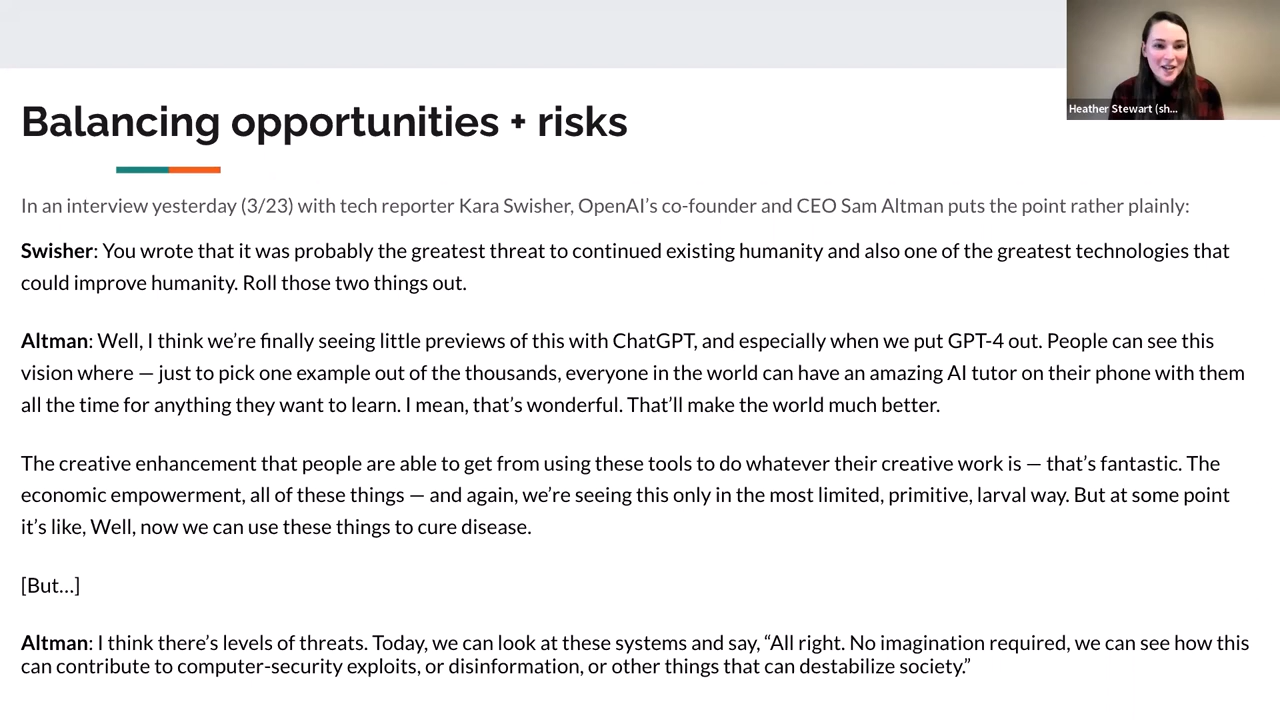 Balancing opportunities + risks
Heather Stewart (sh...
In an interview yesterday (3/23) with tech reporter Kara Swisher, OpenAI’s co-founder and CEO Sam Altman puts the point rather plainly:
Swisher: You wrote that it was probably the greatest threat to continued existing humanity and also one of the greatest technologies that
could improve humanity. Roll those two things out.
Altman: Well, I think we’re finally seeing little previews of this with ChatGPT, and especially when we put GPT-4 out. People can see this
vision where — just to pick one example out of the thousands, everyone in the world can have an amazing AI tutor on their phone with them
all the time for anything they want to learn. I mean, that’s wonderful. That’ll make the world much better.
The creative enhancement that people are able to get from using these tools to do whatever their creative work is — that’s fantastic. The
economic empowerment, all of these things — and again, we’re seeing this only in the most limited, primitive, larval way. But at some point
it’s like, Well, now we can use these things to cure disease.
[But…]
Altman: I think there’s levels of threats. Today, we can look at these systems and say, “All right. No imagination required, we can see how this
can contribute to computer-security exploits, or disinformation, or other things that can destabilize society.”